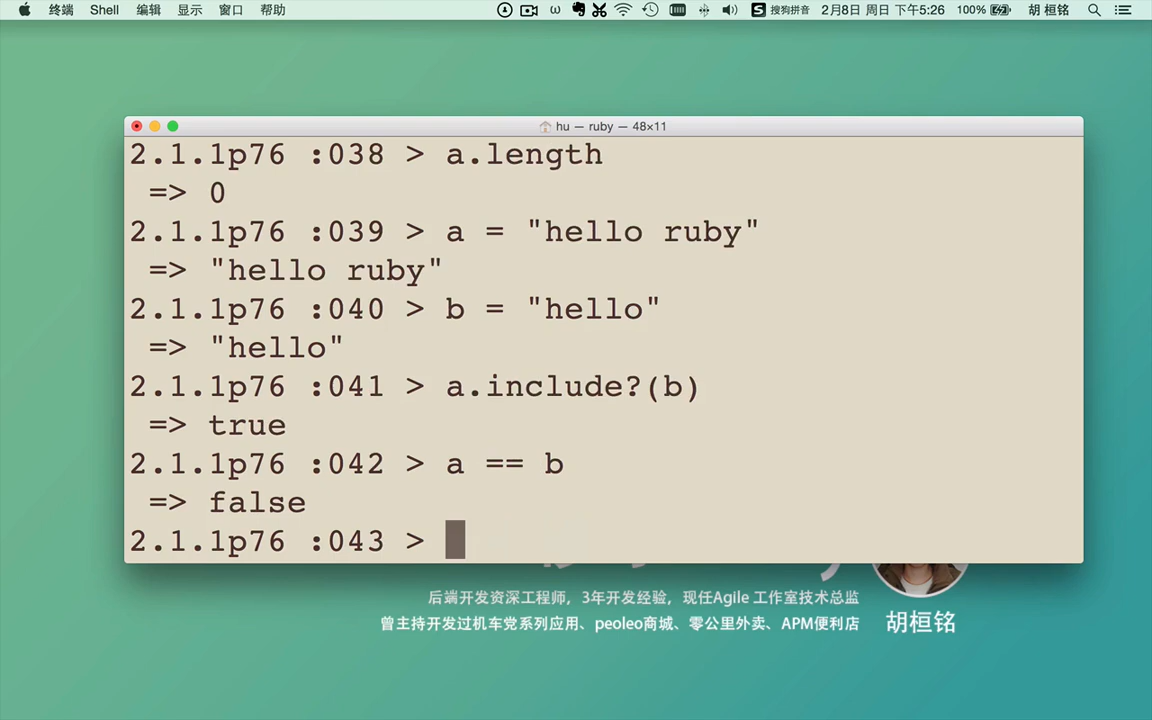 终端 Shell 编辑 显示 窗口 帮助 搜狗拼音 2月8日 周日 下午5:26 100% 胡 桓铭
hu — ruby — 48×11
2.1.1p76 :038 > a.length
=> 0
2.1.1p76 :039 > a = "hello ruby"
=> "hello ruby"
2.1.1p76 :040 > b = "hello"
=> "hello"
2.1.1p76 :041 > a.include?(b)
=> true
2.1.1p76 :042 > a == b
=> false
2.1.1p76 :043 >
后端开发资深工程师，3年开发经验，现任Agile 工作室技术总监
曾主持开发过机车党系列应用、peoleo商城、零公里外卖、APM便利店
胡桓铭